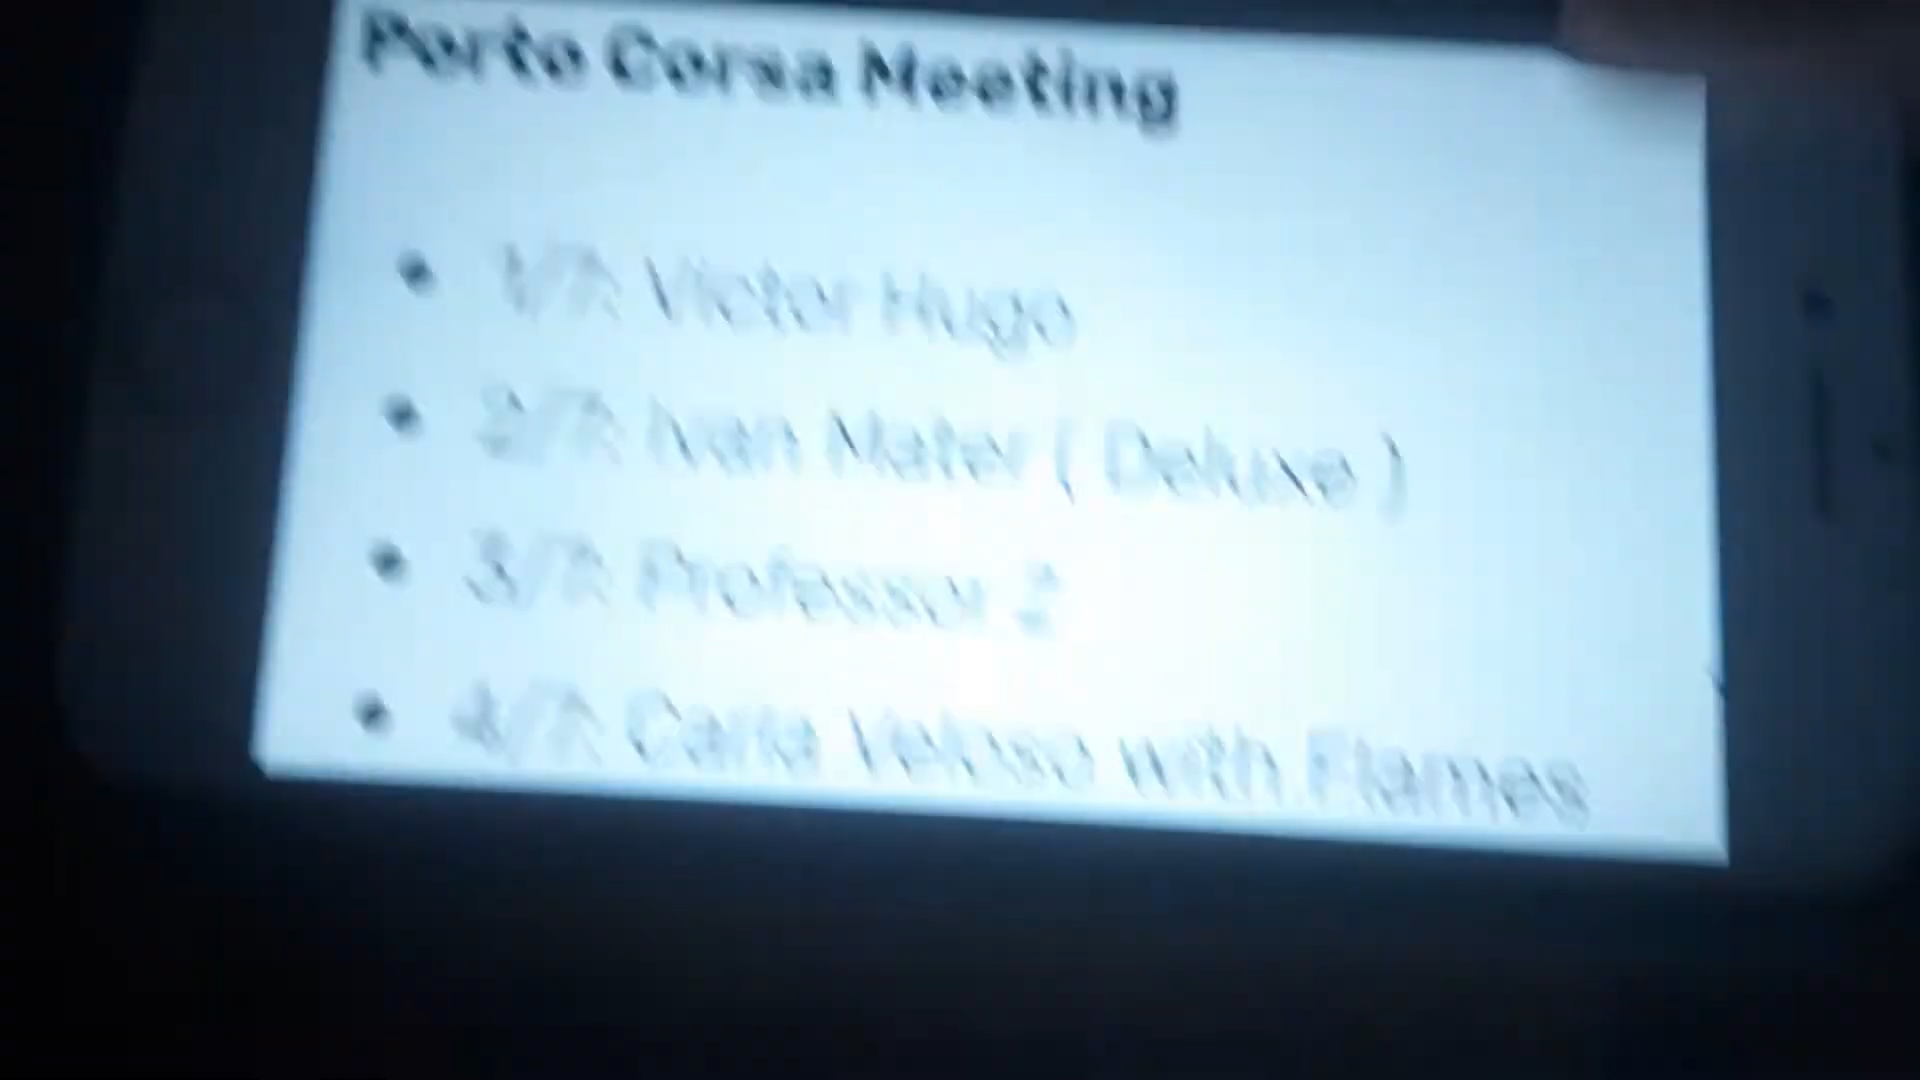 Porto Corsa Meeting
1/7: Victor Hugo
2/7: Ivan Mater ( Deluxe )
3/7: Professor Z
4/7: Carla Veloso with Flames